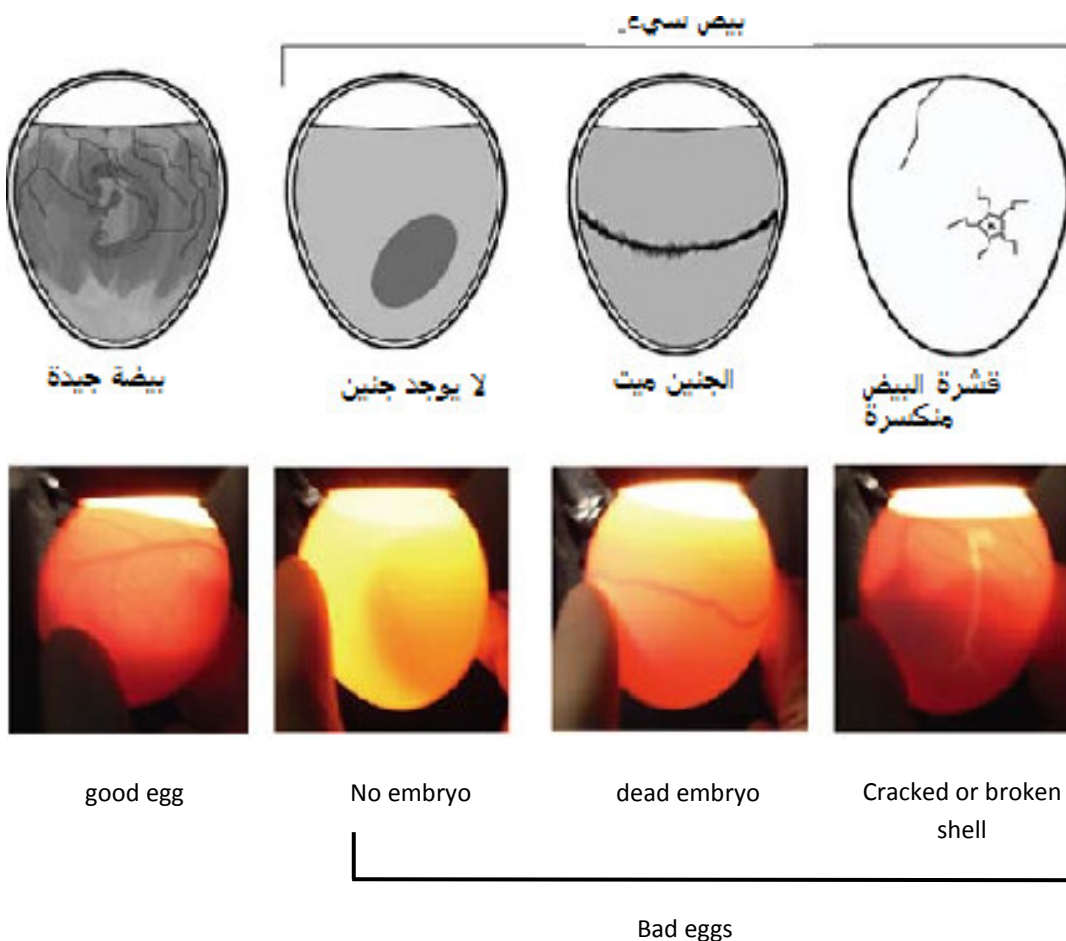 بيض سيء
بيضة جيدة
لا يوجد جنين
الجنين ميت
قشرة البيض
منكسرة
good egg
No embryo
dead embryo
Cracked or broken
shell
Bad eggs